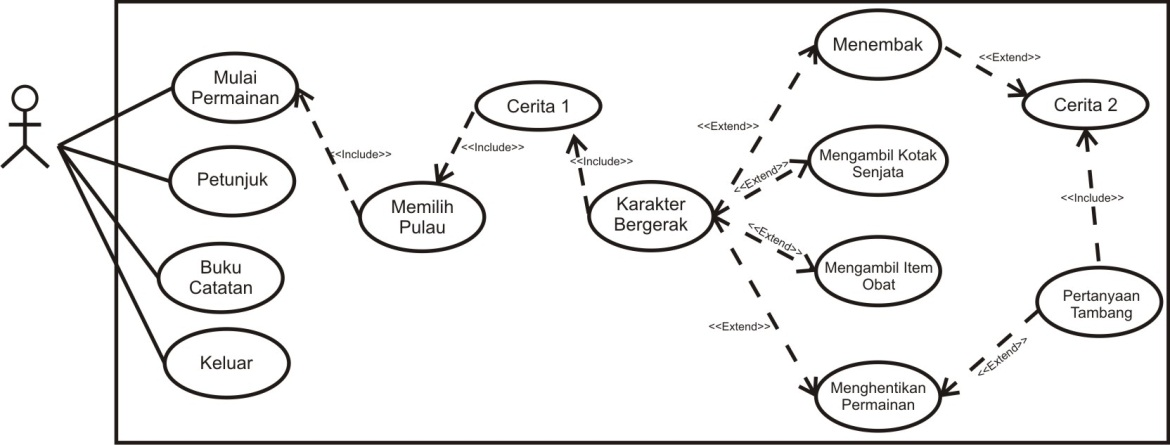 Mulai
Permainan
Petunjuk
Buku
Catatan
Keluar
<<Include>>
Memilih
Pulau
<<Include>>
Cerita 1
<<Include>>
Karakter
Bergerak
<<Extend>>
<<Extend>>
<<Extend>>
<<Extend>>
Menembak
Mengambil Kotak
Senjata
Mengambil Item
Obat
Menghentikan
Permainan
<<Extend>>
Cerita 2
<<Include>>
Pertanyaan
Tambang
<<Extend>>